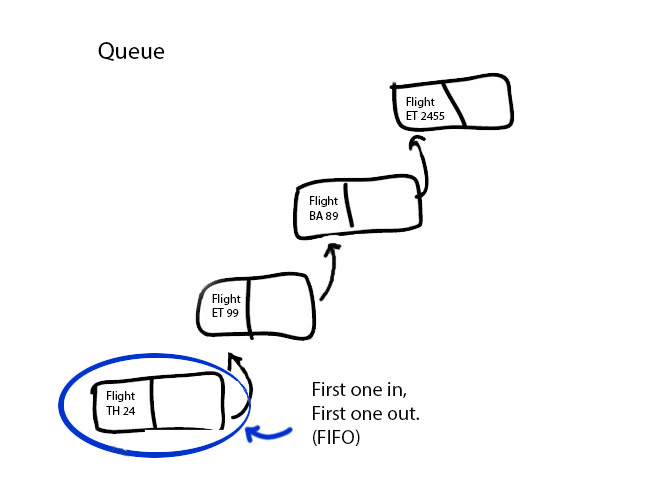 Queue
Flight
ET 2455
Flight
BA 89
Flight
ET 99
Flight
TH 24
First one in,
First one out.
(FIFO)